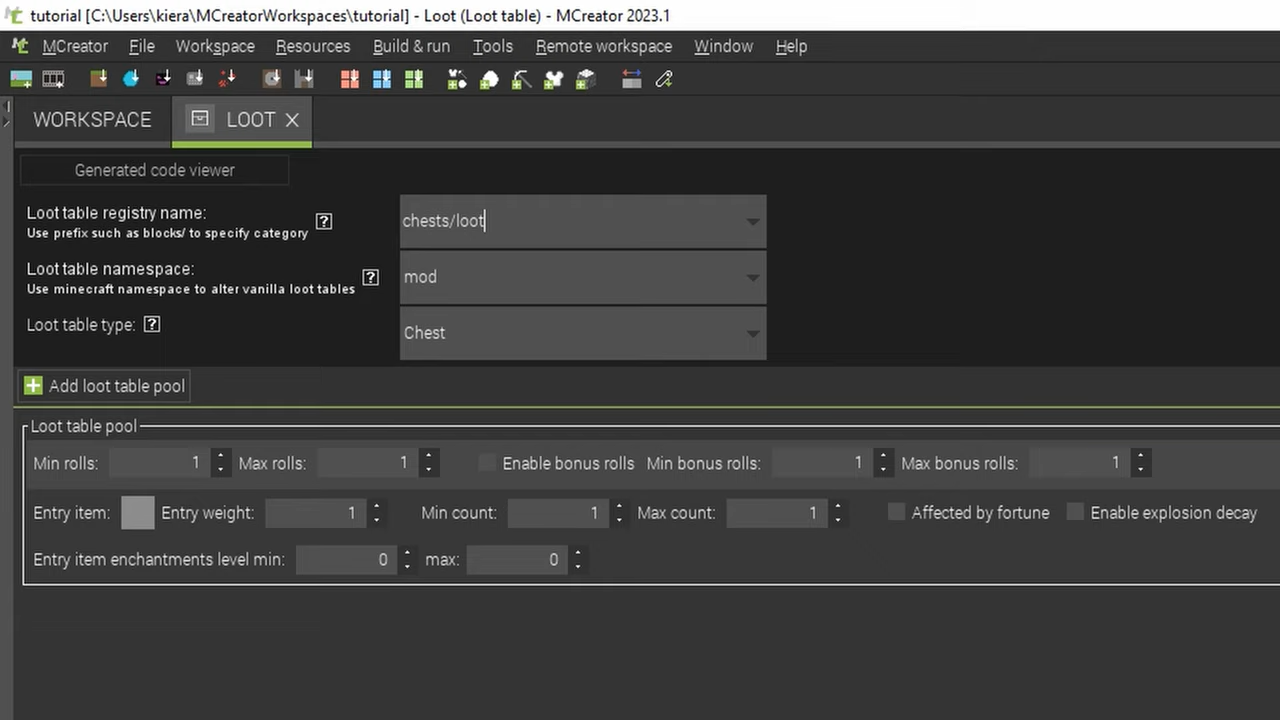 tutorial [C:\Users\kiera\MCreatorWorkspaces\tutorial] - Loot (Loot table) - MCreator 2023.1
MCreator File Workspace Resources Build & run Tools Remote workspace Window Help
WORKSPACE LOOT
Generated code viewer
Loot table registry name: ?
Use prefix such as blocks/ to specify category
chests/loot
Loot table namespace: ?
Use minecraft namespace to alter vanilla loot tables
mod
Loot table type: ? Chest
Add loot table pool
Loot table pool
Min rolls: 1 Max rolls: 1 Enable bonus rolls Min bonus rolls: 1 Max bonus rolls: 1
Entry item: Entry weight: 1 Min count: 1 Max count: 1 Affected by fortune Enable explosion decay
Entry item enchantments level min: 0 max: 0